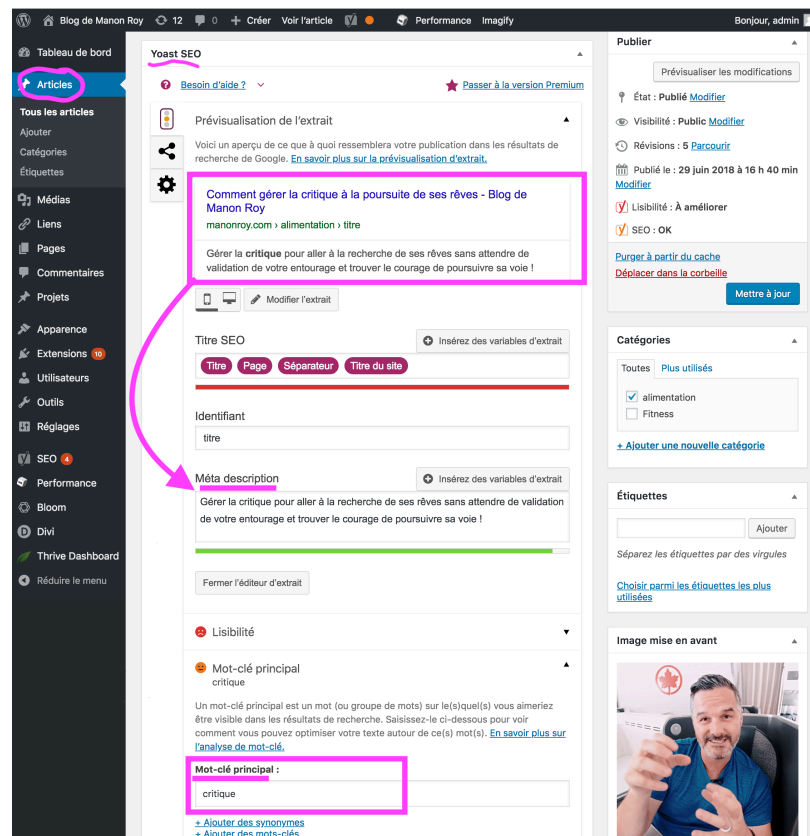 Blog de Manon Roy 12 0 Créer Voir l'article Performance Imagify Bonjour, admin
Tableau de bord
Articles
Tous les articles
Ajouter
Catégories
Étiquettes
Médias
Liens
Pages
Commentaires
Projets
Apparence
Extensions 10
Utilisateurs
Outils
Réglages
SEO 4
Performance
Bloom
Divi
Thrive Dashboard
Réduire le menu
Yoast SEO
Besoin d'aide ? Passer à la version Premium
Prévisualisation de l'extrait
Voici un aperçu de ce que à quoi ressemblera votre publication dans les résultats de
recherche de Google. En savoir plus sur la prévisualisation d'extrait.
Comment gérer la critique à la poursuite de ses rêves - Blog de
Manon Roy
manonroy.com › alimentation › titre
Gérer la critique pour aller à la recherche de ses rêves sans attendre de
validation de votre entourage et trouver le courage de poursuivre sa voie !
Modifier l'extrait
Titre SEO
Insérez des variables d'extrait
Titre Page Séparateur Titre du site
Identifiant
titre
Méta description
Insérez des variables d'extrait
Gérer la critique pour aller à la recherche de ses rêves sans attendre de validation
de votre entourage et trouver le courage de poursuivre sa voie !
Fermer l'éditeur d'extrait
Lisibilité
Mot-clé principal
critique
Un mot-clé principal est un mot (ou groupe de mots) sur le(s)quel(s) vous aimeriez
être visible dans les résultats de recherche. Saisissez-le ci-dessous pour voir
comment vous pouvez optimiser votre texte autour de ce(s) mot(s). En savoir plus sur
l'analyse de mot-clé.
Mot-clé principal :
critique
+ Ajouter des synonymes
+ Ajouter des mots-clés
Publier
Prévisualiser les modifications
État : Publié Modifier
Visibilité : Public Modifier
Révisions : 5 Parcourir
Publié le : 29 juin 2018 à 16 h 40 min
Modifier
Lisibilité : À améliorer
SEO : OK
Purger à partir du cache
Déplacer dans la corbeille
Mettre à jour
Catégories
Toutes Plus utilisés
alimentation
Fitness
+ Ajouter une nouvelle catégorie
Étiquettes
Ajouter
Séparez les étiquettes par des virgules
Choisir parmi les étiquettes les plus
utilisées
Image mise en avant